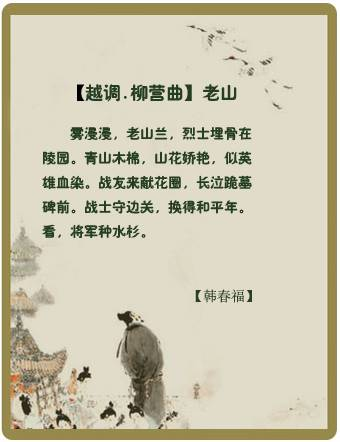 【越调.柳营曲】老山
雾漫漫，老山兰，烈士埋骨在
陵园。青山木棉，山花娇艳，似英
雄血染。战友来献花圈，长泣跪墓
碑前。战士守边关，换得和平年。
看，将军种水杉。
【韩春福】